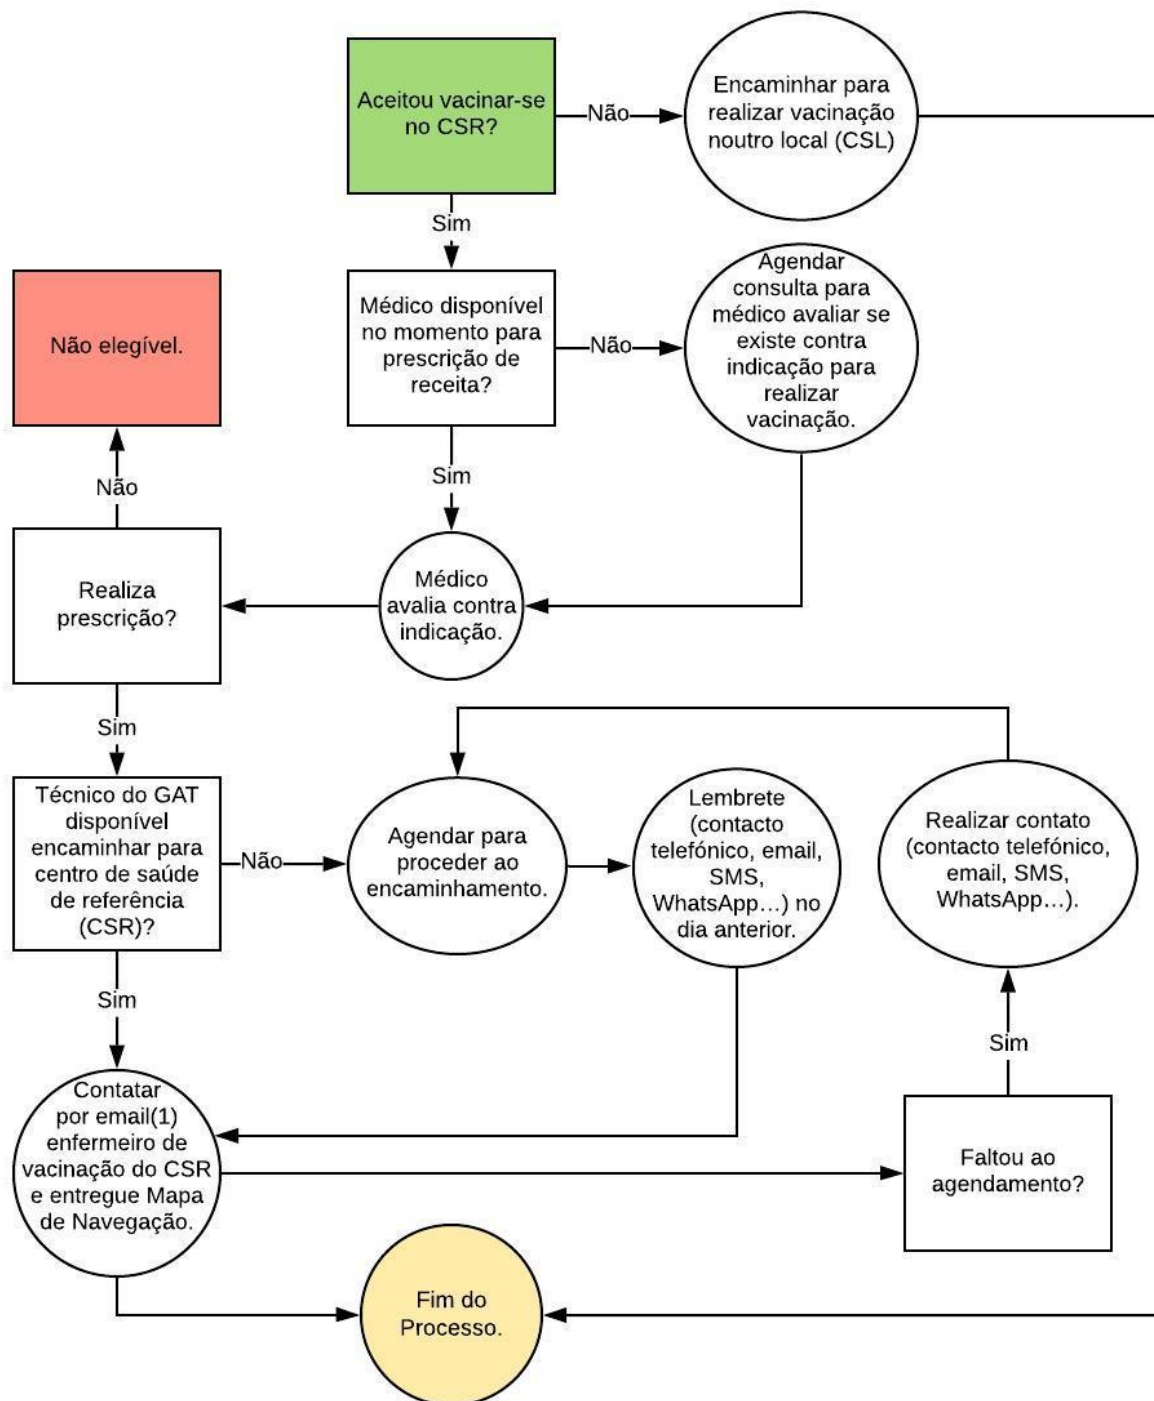 Aceitou vacinar-se
no CSR?
Não
Encaminhar para
realizar vacinação
noutro local (CSL)
Sim
Não elegível.
Médico disponível
no momento para
prescrição de
receita?
Não
Agendar
consulta para
médico avaliar se
existe contra
indicação para
realizar
vacinação.
Sim
Não
Médico
avalia contra
indicação.
Realiza
prescrição?
Sim
Técnico do GAT
disponível
encaminhar para
centro de saúde
de referência
(CSR)?
Não
Agendar para
proceder ao
encaminhamento.
Lembrete
(contacto
telefónico, email,
SMS,
WhatsApp...) no
dia anterior.
Realizar contato
(contacto telefónico,
email, SMS,
WhatsApp...).
Sim
Sim
Contatar
por email(1)
enfermeiro de
vacinação do CSR
e entregue Mapa
de Navegação.
Faltou ao
agendamento?
Fim do
Processo.